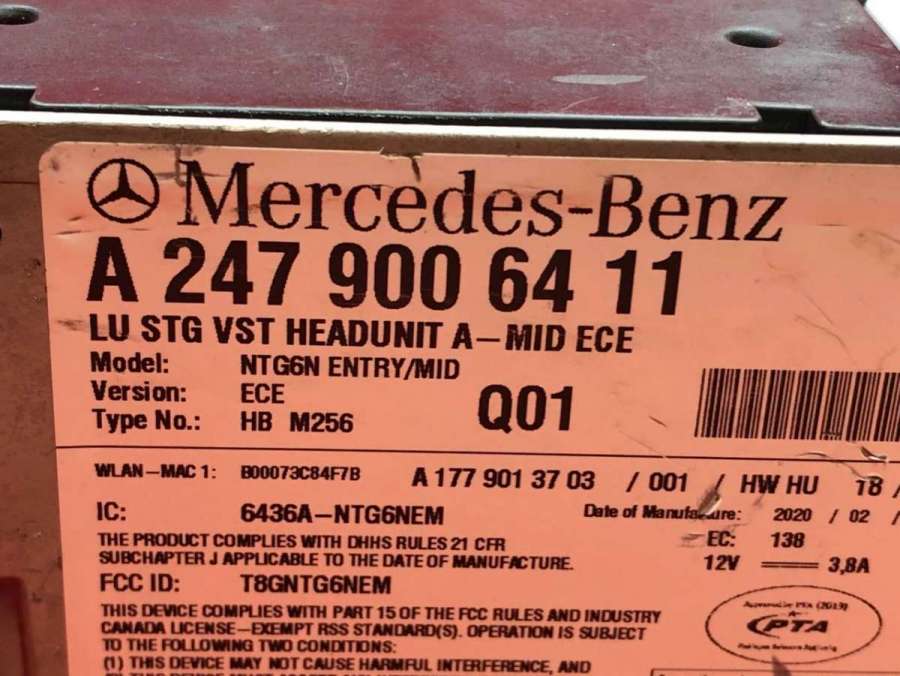 Mercedes-Benz
A 247 900 64 11
LU STG VST HEADUNIT A-MID ECE
Model: NTG6N ENTRY/MID
Version: ECE
Type No.: HB M256
Q01
WLAN-MAC 1: B00073C84F7B A 177 901 37 03 / 001 / HW HU 18 /
IC: 6436A-NTG6NEM Date of Manufacture: 2020 / 02 /
THE PRODUCT COMPLIES WITH DHHS RULES 21 CFR EC: 138
SUBCHAPTER J APPLICABLE TO THE DATE OF MANUFACTURE. 12V 3,8A
FCC ID: T8GNTG6NEM
THIS DEVICE COMPLIES WITH PART 15 OF THE FCC RULES AND INDUSTRY
CANADA LICENSE-EXEMPT RSS STANDARD(S). OPERATION IS SUBJECT
TO THE FOLLOWING TWO CONDITIONS:
(1) THIS DEVICE MAY NOT CAUSE HARMFUL INTERFERENCE, AND
Approved by PTA (2019)
PTA